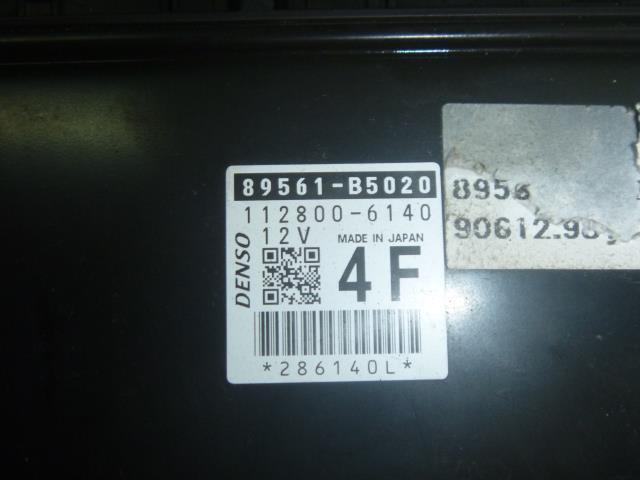 89561-B5020
112800-6140
12V MADE IN JAPAN
DENSO
4F
*286140L*
8956
90612.98